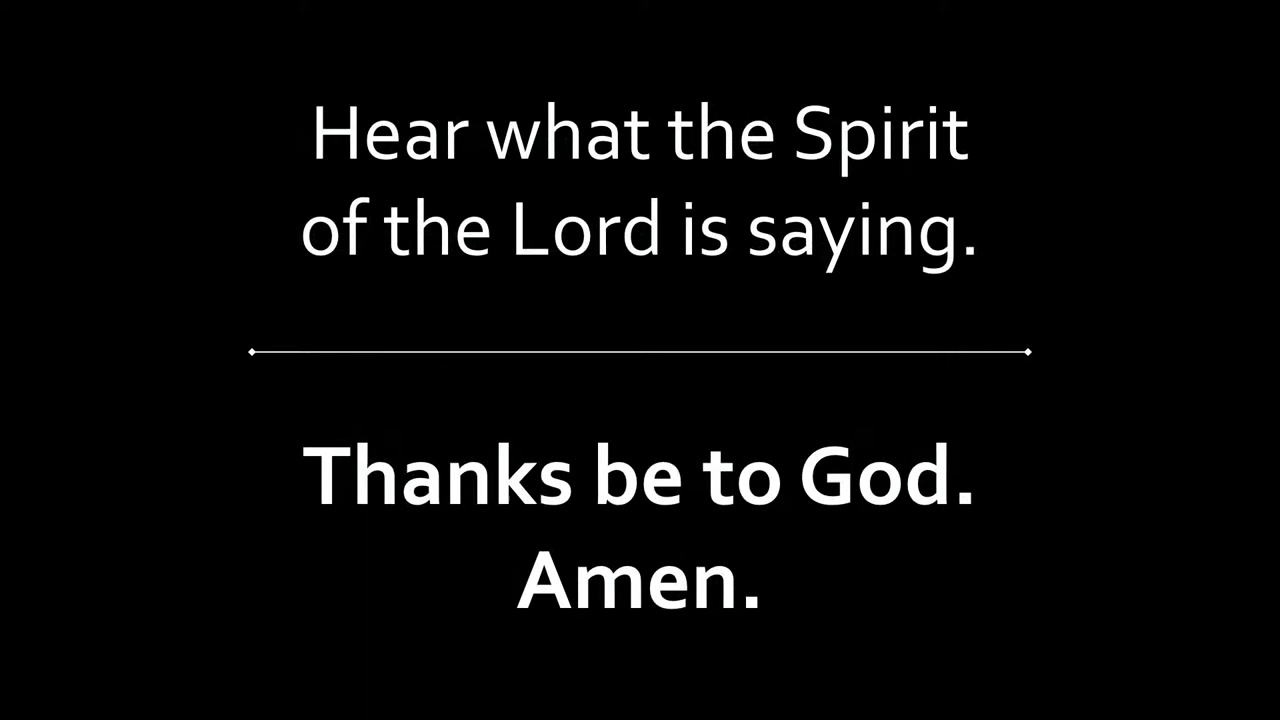 Hear what the Spirit
of the Lord is saying.
Thanks be to God.
Amen.